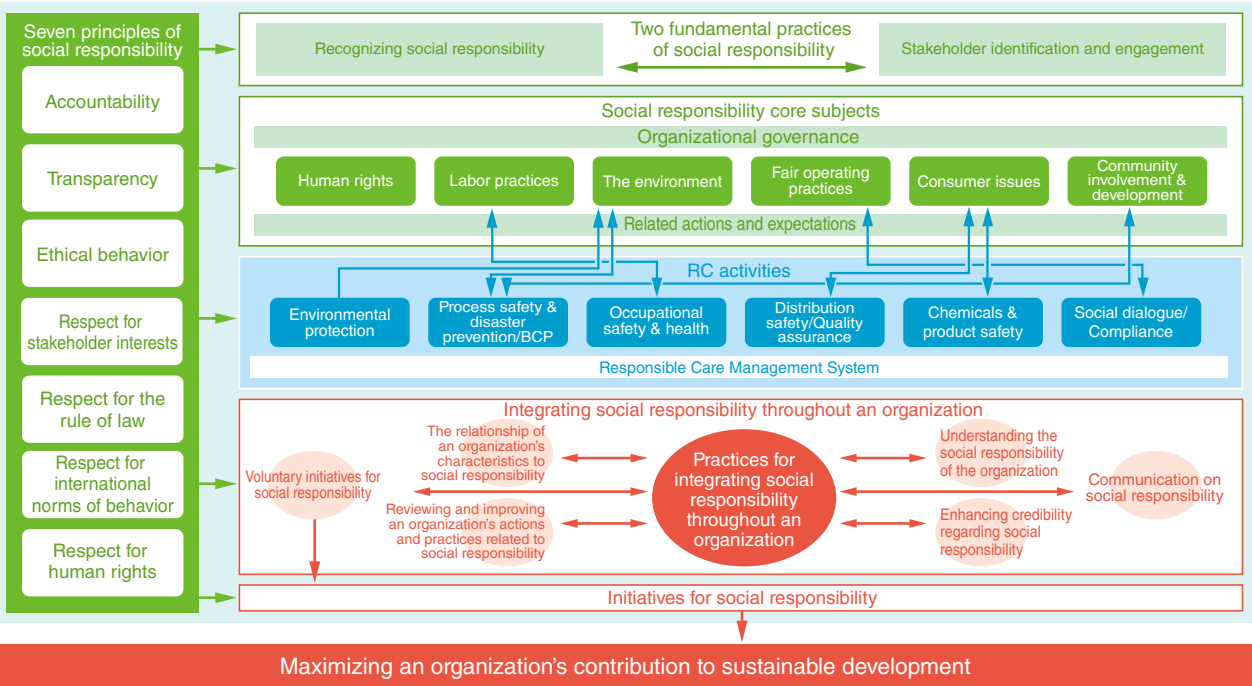 Seven principles of
social responsibility
Accountability
Transparency
Ethical behavior
Respect for
stakeholder interests
Respect for the
rule of law
Respect for
international
norms of behavior
Respect for
human rights
Recognizing social responsibility
Two fundamental practices
of social responsibility
Stakeholder identification and engagement
Social responsibility core subjects
Organizational governance
Human rights
Labor practices
The environment
Fair operating
practices
Consumer issues
Community
involvement &
development
Related actions and expectations
RC activities
Environmental
protection
Process safety &
disaster
prevention/BCP
Occupational
safety & health
Distribution
safety/Quality
assurance
Chemicals &
product safety
Social dialogue/
Compliance
Responsible Care Management System
Integrating social responsibility throughout an organization
Voluntary initiatives for
social responsibility
The relationship of
an organization's
characteristics to
social responsibility
Reviewing and improving
an organization's actions
and practices related to
social responsibility
Practices for
integrating social
responsibility
throughout an
organization
Understanding the
social responsibility
of the organization
Enhancing credibility
regarding social
responsibility
Communication on
social responsibility
Initiatives for social responsibility
Maximizing an organization's contribution to sustainable development